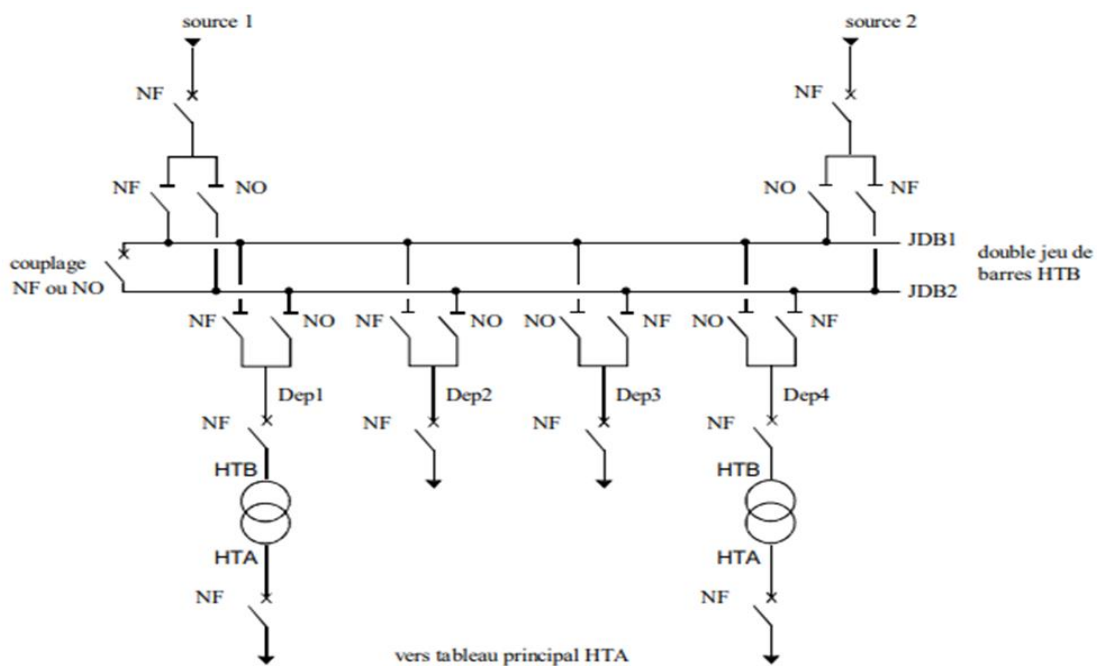 source 1
source 2
NF
NF
NF
NO
NO
NF
JDB1
couplage
NF ou NO
double jeu de
barres HTB
JDB2
NF
NO
NF
NO
NO
NF
NO
NF
Dep1
Dep2
Dep3
Dep4
NF
NF
NF
NF
HTB
HTB
HTA
HTA
NF
NF
vers tableau principal HTA